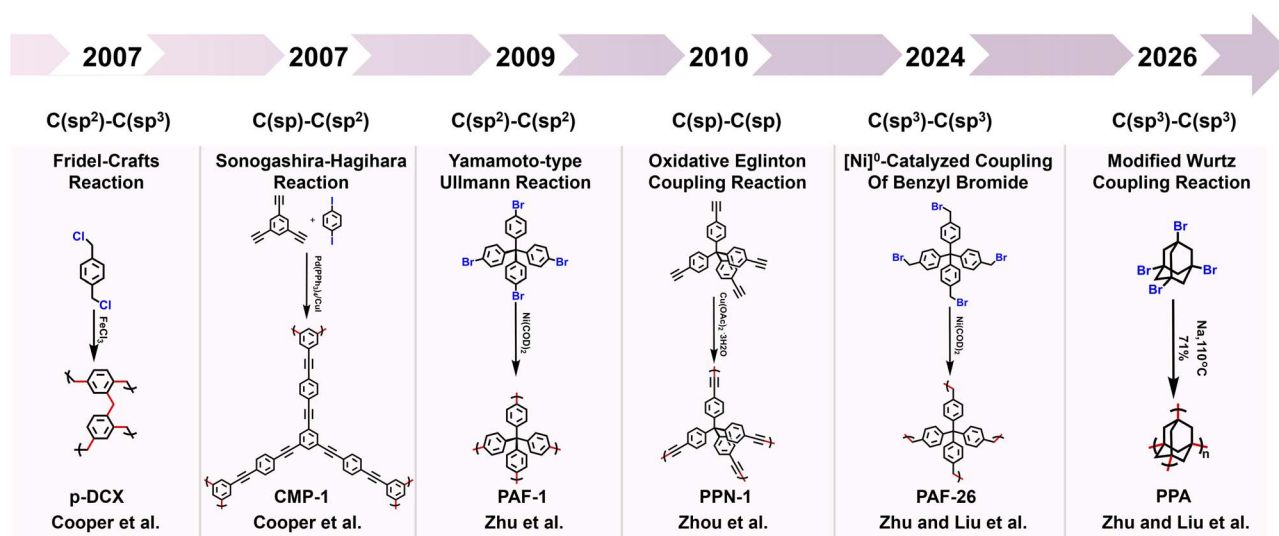 2007
2007
2009
2010
2024
2026
C(sp²)-C(sp³)
C(sp)-C(sp²)
C(sp²)-C(sp²)
C(sp)-C(sp)
C(sp³)-C(sp³)
C(sp³)-C(sp³)
Fridel-Crafts
Reaction
Cl
Cl
FeCl₃
p-DCX
Cooper et al.
Sonogashira-Hagihara
Reaction
I
+
I
Pd(PPh₃)₄/CuI
CMP-1
Cooper et al.
Yamamoto-type
Ullmann Reaction
Br
Br
Br
Br
Ni(COD)₂
PAF-1
Zhu et al.
Oxidative Eglinton
Coupling Reaction
Cu(OAc)₂ 3H2O
PPN-1
Zhou et al.
[Ni]⁰-Catalyzed Coupling
Of Benzyl Bromide
Br
Br
Br
Br
Ni(COD)₂
PAF-26
Zhu and Liu et al.
Modified Wurtz
Coupling Reaction
Br
Br
Br
Br
Na,110°C
71%
n
PPA
Zhu and Liu et al.